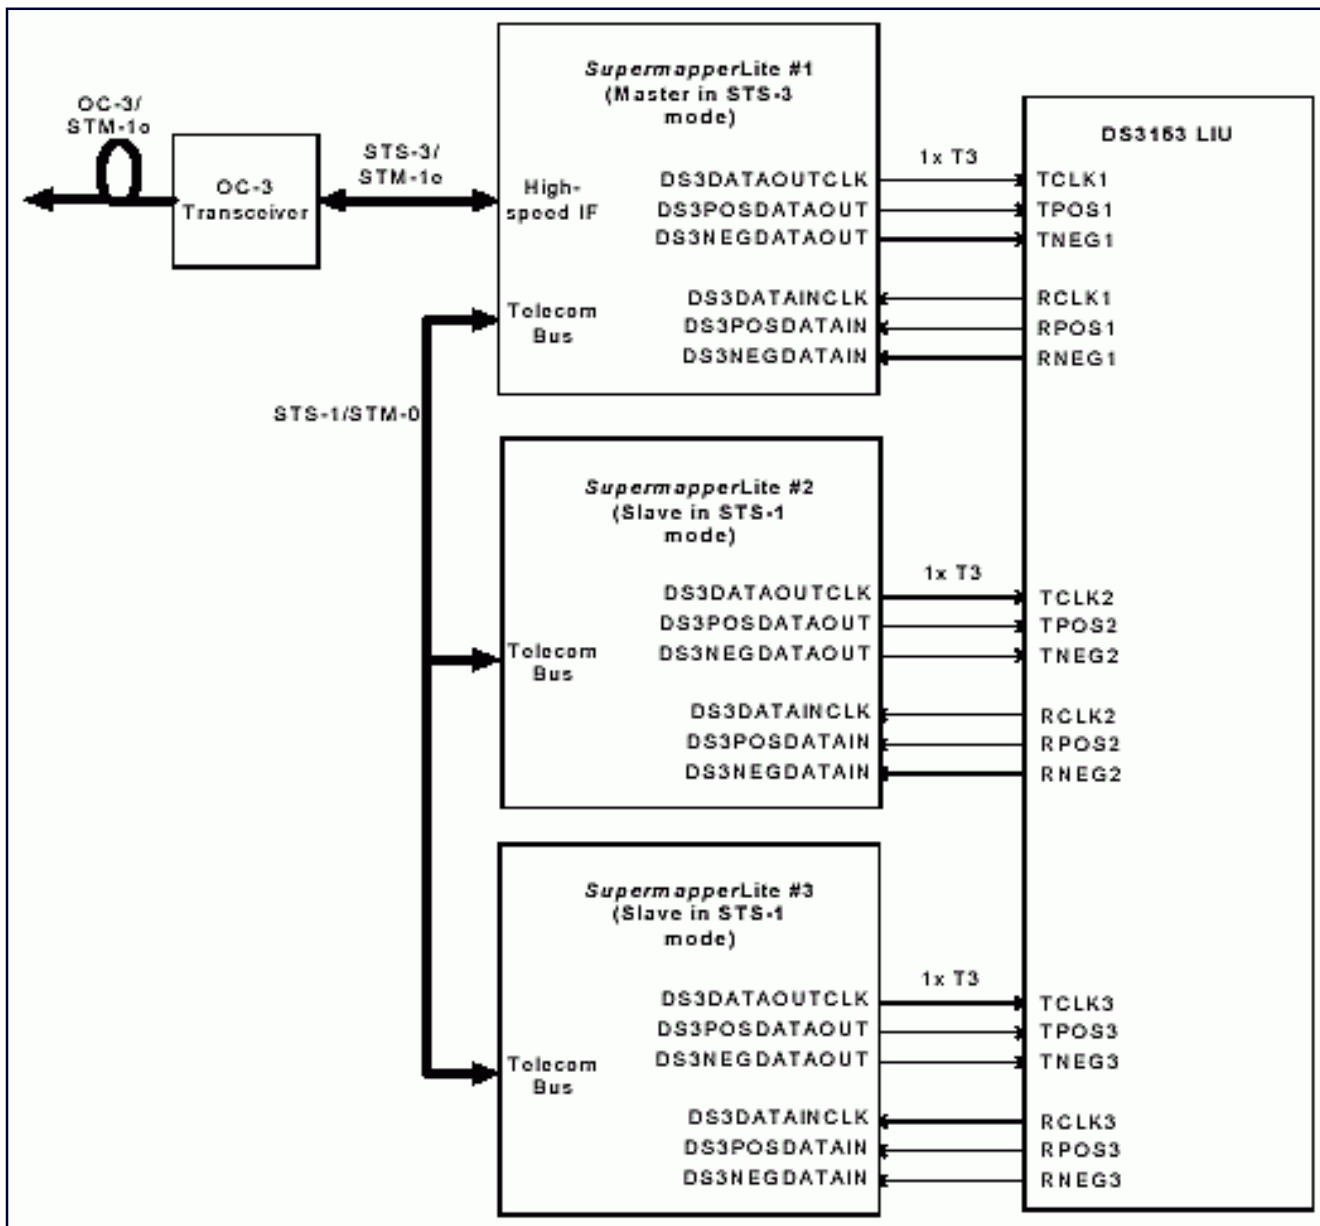 OC-3/
STM-1o
OC-3
Transceiver
STS-3/
STM-1e
STS-1/STM-0
SupermapperLite #1
(Master in STS-3
mode)
High-
speed IF
Telecom
Bus
DS3DATAOUTCLK
DS3POSDATAOUT
DS3NEGDATAOUT
DS3DATAINCLK
DS3POSDATAIN
DS3NEGDATAIN
1x T3
SupermapperLite #2
(Slave in STS-1
mode)
Telecom
Bus
DS3DATAOUTCLK
DS3POSDATAOUT
DS3NEGDATAOUT
DS3DATAINCLK
DS3POSDATAIN
DS3NEGDATAIN
1x T3
SupermapperLite #3
(Slave in STS-1
mode)
Telecom
Bus
DS3DATAOUTCLK
DS3POSDATAOUT
DS3NEGDATAOUT
DS3DATAINCLK
DS3POSDATAIN
DS3NEGDATAIN
1x T3
DS3153 LIU
TCLK1
TPOS1
TNEG1
RCLK1
RPOS1
RNEG1
TCLK2
TPOS2
TNEG2
RCLK2
RPOS2
RNEG2
TCLK3
TPOS3
TNEG3
RCLK3
RPOS3
RNEG3